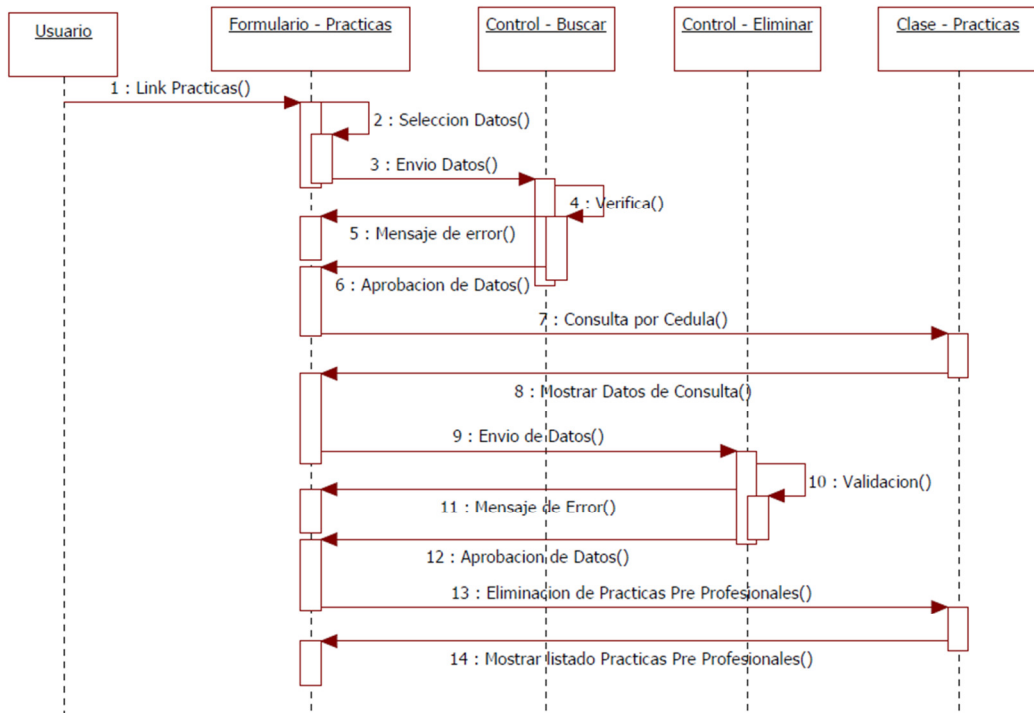 Usuario
Formulario - Practicas
Control - Buscar
Control - Eliminar
Clase - Practicas
1 : Link Practicas()
2 : Seleccion Datos()
3 : Envio Datos()
4 : Verifica()
5 : Mensaje de error()
6 : Aprobacion de Datos()
7 : Consulta por Cedula()
8 : Mostrar Datos de Consulta()
9 : Envio de Datos()
10 : Validacion()
11 : Mensaje de Error()
12 : Aprobacion de Datos()
13 : Eliminacion de Practicas Pre Profesionales()
14 : Mostrar listado Practicas Pre Profesionales()